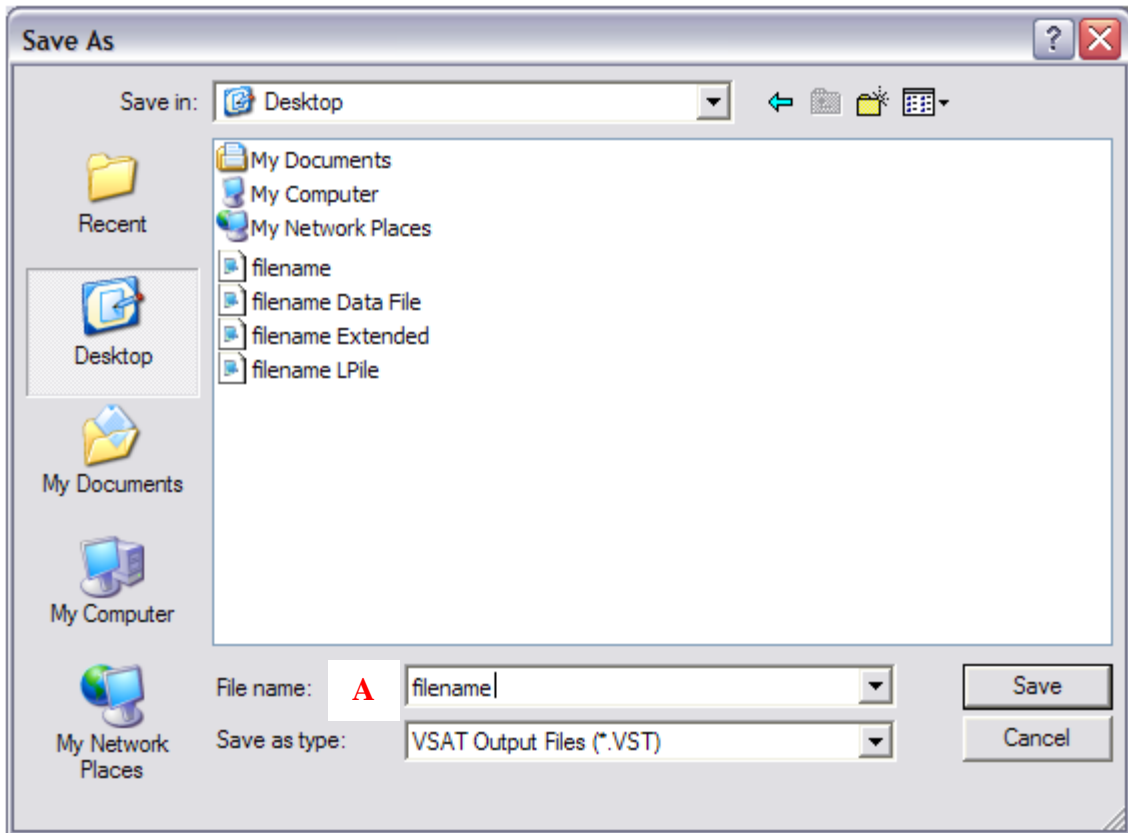 Save As
Save in:
Desktop
Recent
Desktop
My Documents
My Computer
My Network
Places
My Documents
My Computer
My Network Places
filename
filename Data File
filename Extended
filename LPile
File name:
A
filename
Save
Save as type:
VSAT Output Files (*.VST)
Cancel